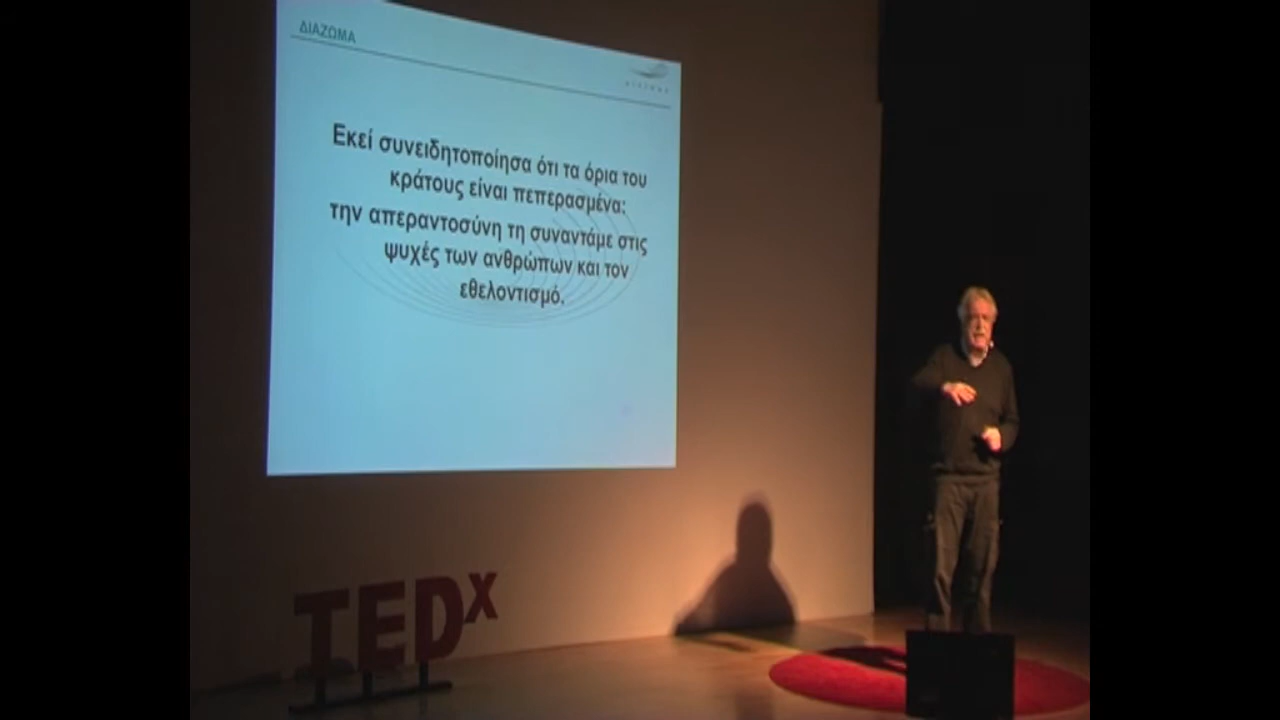 ΔΙΑΖΩΜΑ
Εκεί συνειδητοποίησα ότι τα όρια του
κράτους είναι πεπερασμένα:
την απεραντοσύνη τη συναντάμε στις
ψυχές των ανθρώπων και τον
εθελοντισμό.
TEDx